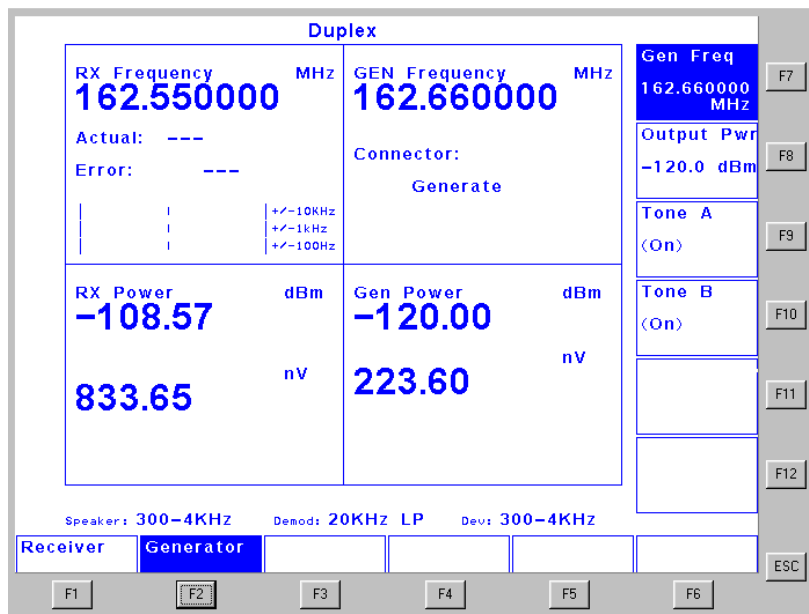 Duplex
RX Frequency MHz
162.550000
Actual: ---
Error: ---
+/-10KHz
+/-1kHz
+/-100Hz
GEN Frequency MHz
162.660000
Connector:
Generate
RX Power dBm
-108.57
nV
833.65
Gen Power dBm
-120.00
nV
223.60
Speaker: 300-4KHz Demod: 20KHz LP Dev: 300-4KHz
Gen Freq
162.660000
MHz
Output Pwr
-120.0 dBm
Tone A
(On)
Tone B
(On)
F7
F8
F9
F10
F11
F12
ESC
Receiver Generator
F1 F2 F3 F4 F5 F6